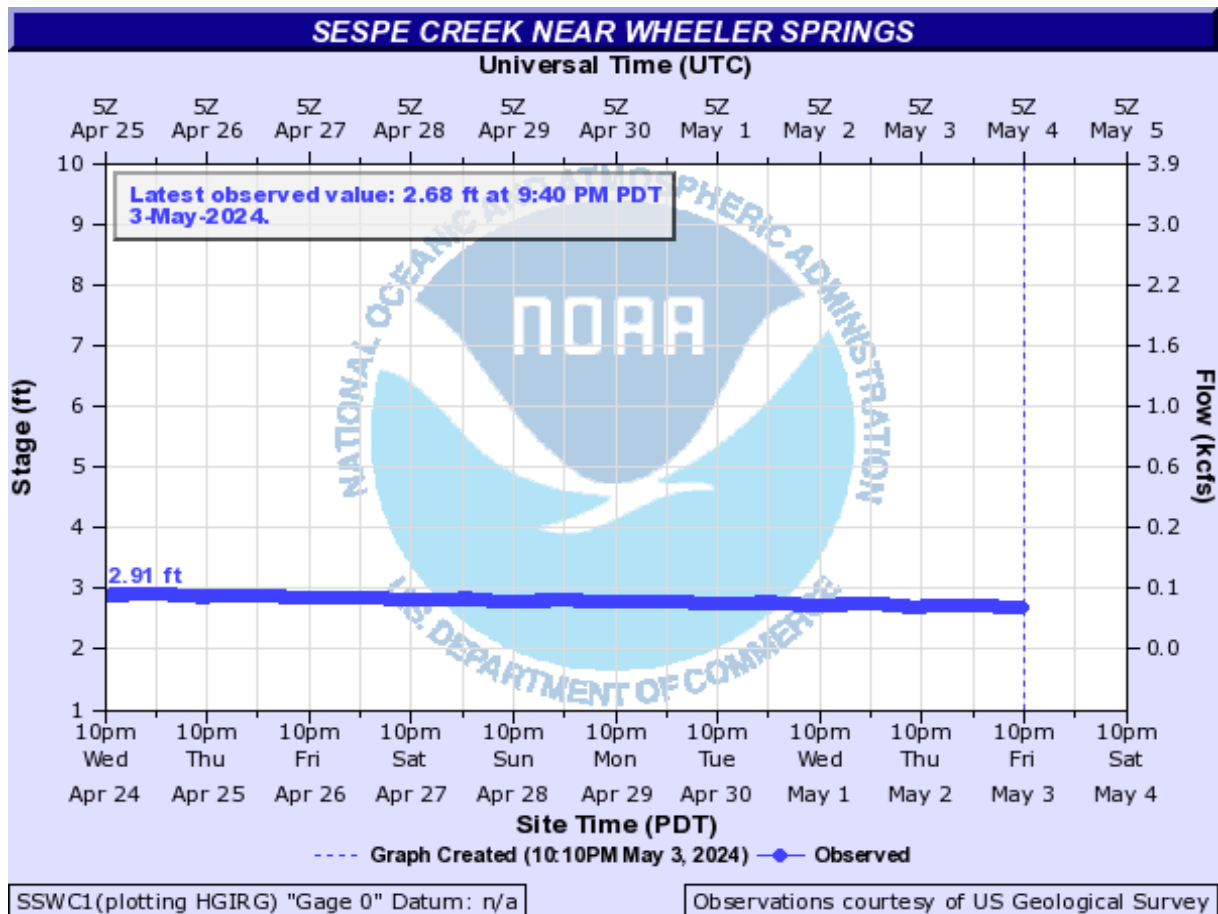 SESPE CREEK NEAR WHEELER SPRINGS
Universal Time (UTC)
5Z 5Z 5Z 5Z 5Z 5Z 5Z 5Z 5Z 5Z 5Z
Apr 25 Apr 26 Apr 27 Apr 28 Apr 29 Apr 30 May 1 May 2 May 3 May 4 May 5
Latest observed value: 2.68 ft at 9:40 PM PDT
3-May-2024.
NATIONAL OCEANIC AND ATMOSPHERIC ADMINISTRATION
NOAA
U.S. DEPARTMENT OF COMMERCE
Stage (ft)
10
9
8
7
6
5
4
3
2
1
2.91 ft
Flow (kcfs)
3.9
3.0
2.2
1.6
1.0
0.6
0.2
0.1
0.0
10pm 10pm 10pm 10pm 10pm 10pm 10pm 10pm 10pm 10pm 10pm
Wed Thu Fri Sat Sun Mon Tue Wed Thu Fri Sat
Apr 24 Apr 25 Apr 26 Apr 27 Apr 28 Apr 29 Apr 30 May 1 May 2 May 3 May 4
Site Time (PDT)
Graph Created (10:10PM May 3, 2024) Observed
SSWC1(plotting HGIRG) "Gage 0" Datum: n/a
Observations courtesy of US Geological Survey